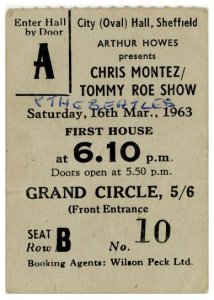 Enter Hall by Door
A
City (Oval) Hall, Sheffield
ARTHUR HOWES
presents
CHRIS MONTEZ/
TOMMY ROE SHOW
& THE BEATLES
Saturday, 16th Mar., 1963
FIRST HOUSE
at 6.10 p.m.
Doors open at 5.50 p.m.
GRAND CIRCLE, 5/6
(Front Entrance
SEAT
Row B No. 10
Booking Agents: Wilson Peck Ltd.